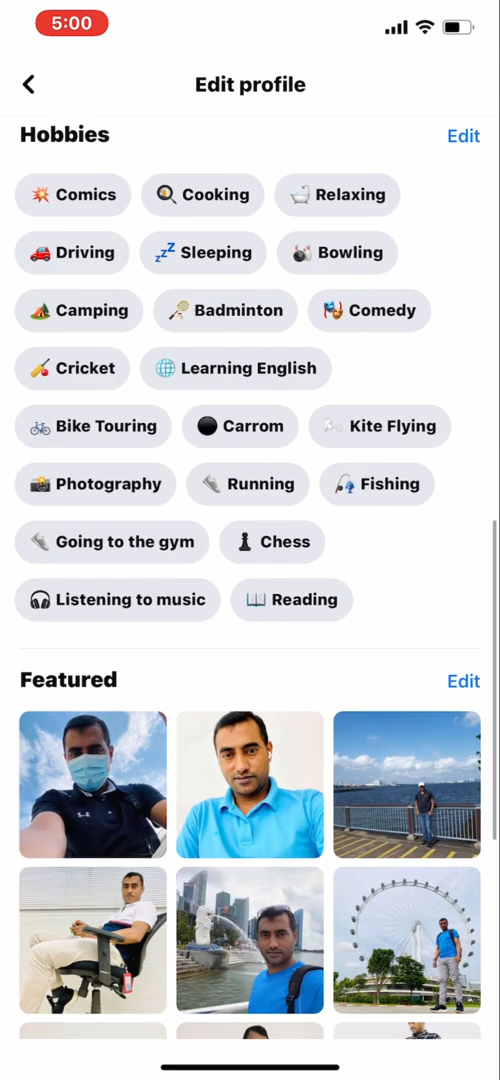 5:00
Edit profile
Hobbies Edit
Comics Cooking Relaxing
Driving Sleeping Bowling
Camping Badminton Comedy
Cricket Learning English
Bike Touring Carrom Kite Flying
Photography Running Fishing
Going to the gym Chess
Listening to music Reading
Featured Edit